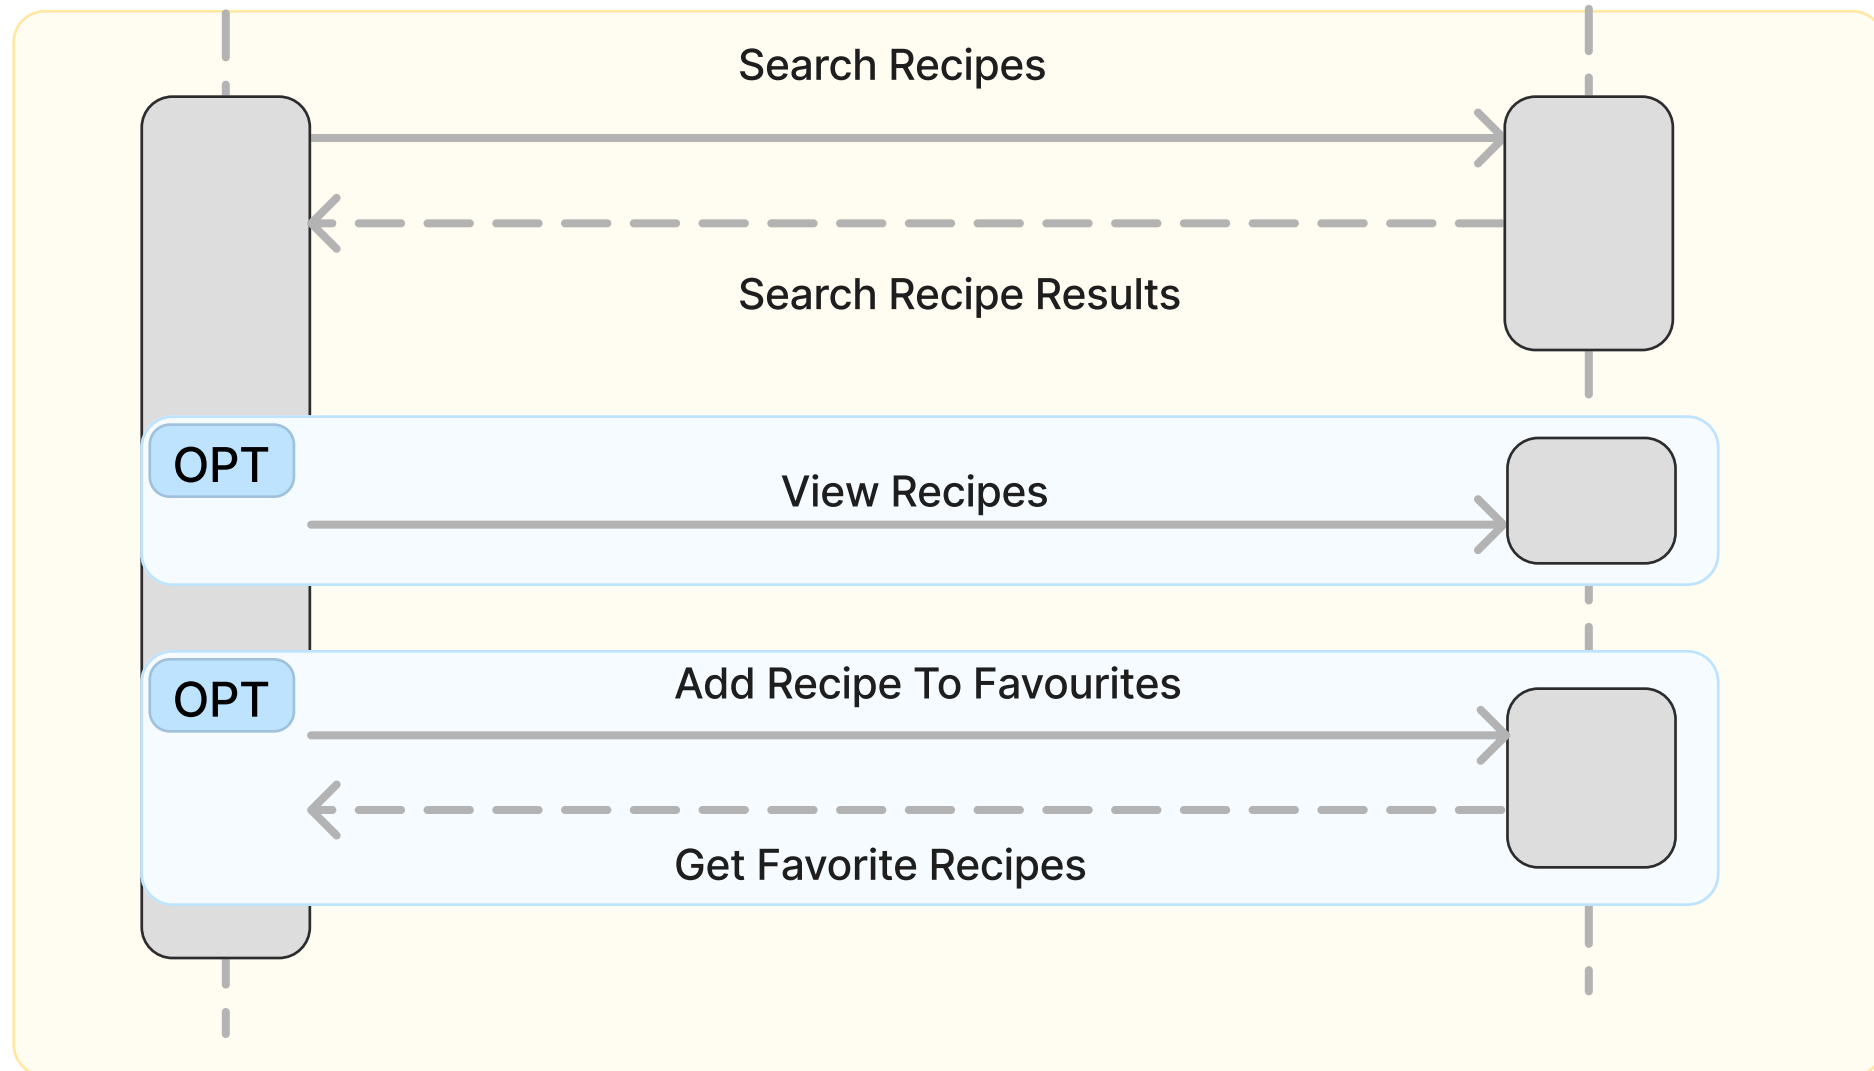 Search Recipes
Search Recipe Results
OPT
View Recipes
OPT
Add Recipe To Favourites
Get Favorite Recipes